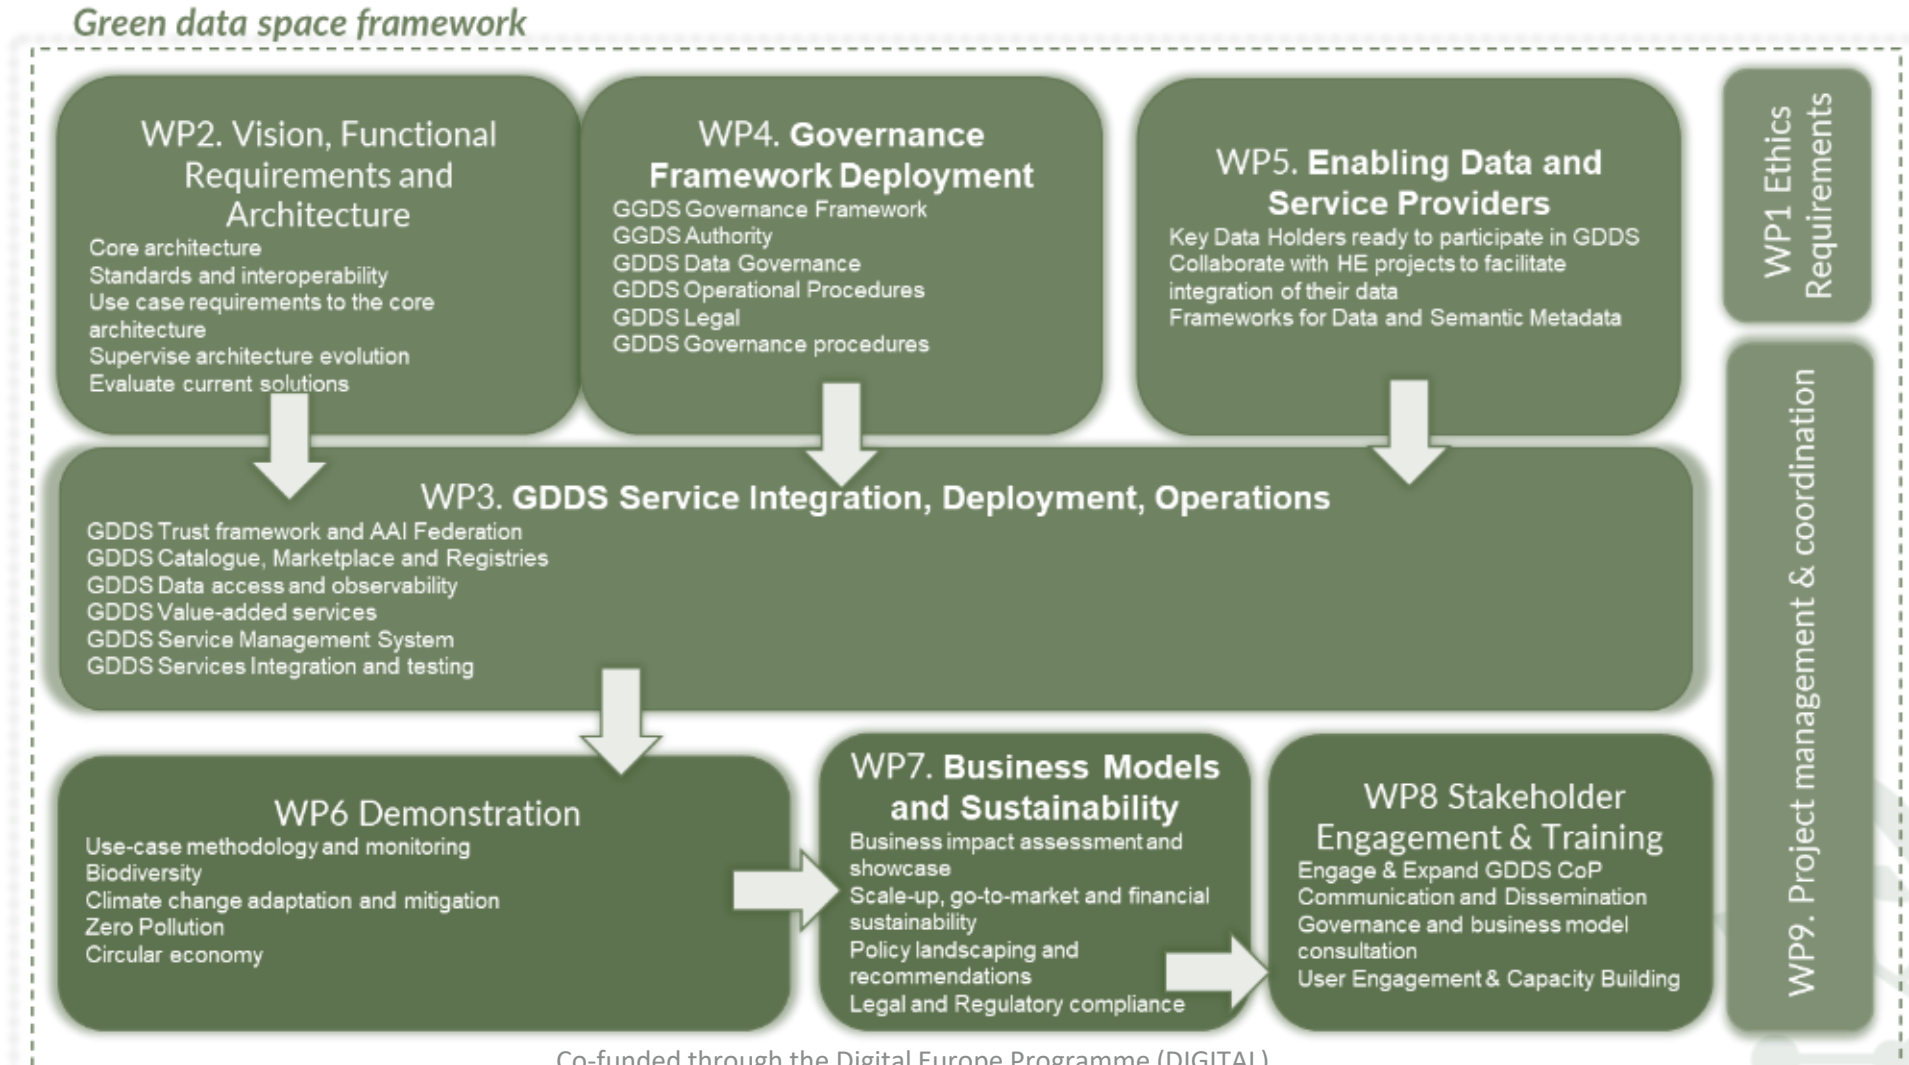 Green data space framework
WP2. Vision, Functional
Requirements and
Architecture
Core architecture
Standards and interoperability
Use case requirements to the core
architecture
Supervise architecture evolution
Evaluate current solutions
WP4. Governance
Framework Deployment
GGDS Governance Framework
GGDS Authority
GDDS Data Governance
GDDS Operational Procedures
GDDS Legal
GDDS Governance procedures
WP5. Enabling Data and
Service Providers
Key Data Holders ready to participate in GDDS
Collaborate with HE projects to facilitate
integration of their data
Frameworks for Data and Semantic Metadata
WP1 Ethics
Requirements
WP3. GDDS Service Integration, Deployment, Operations
GDDS Trust framework and AAI Federation
GDDS Catalogue, Marketplace and Registries
GDDS Data access and observability
GDDS Value-added services
GDDS Service Management System
GDDS Services Integration and testing
WP9. Project management & coordination
WP6 Demonstration
Use-case methodology and monitoring
Biodiversity
Climate change adaptation and mitigation
Zero Pollution
Circular economy
WP7. Business Models
and Sustainability
Business impact assessment and
showcase
Scale-up, go-to-market and financial
sustainability
Policy landscaping and
recommendations
Legal and Regulatory compliance
WP8 Stakeholder
Engagement & Training
Engage & Expand GDDS CoP
Communication and Dissemination
Governance and business model
consultation
User Engagement & Capacity Building
Co-funded through the Digital Europe Programme (DIGITAL)